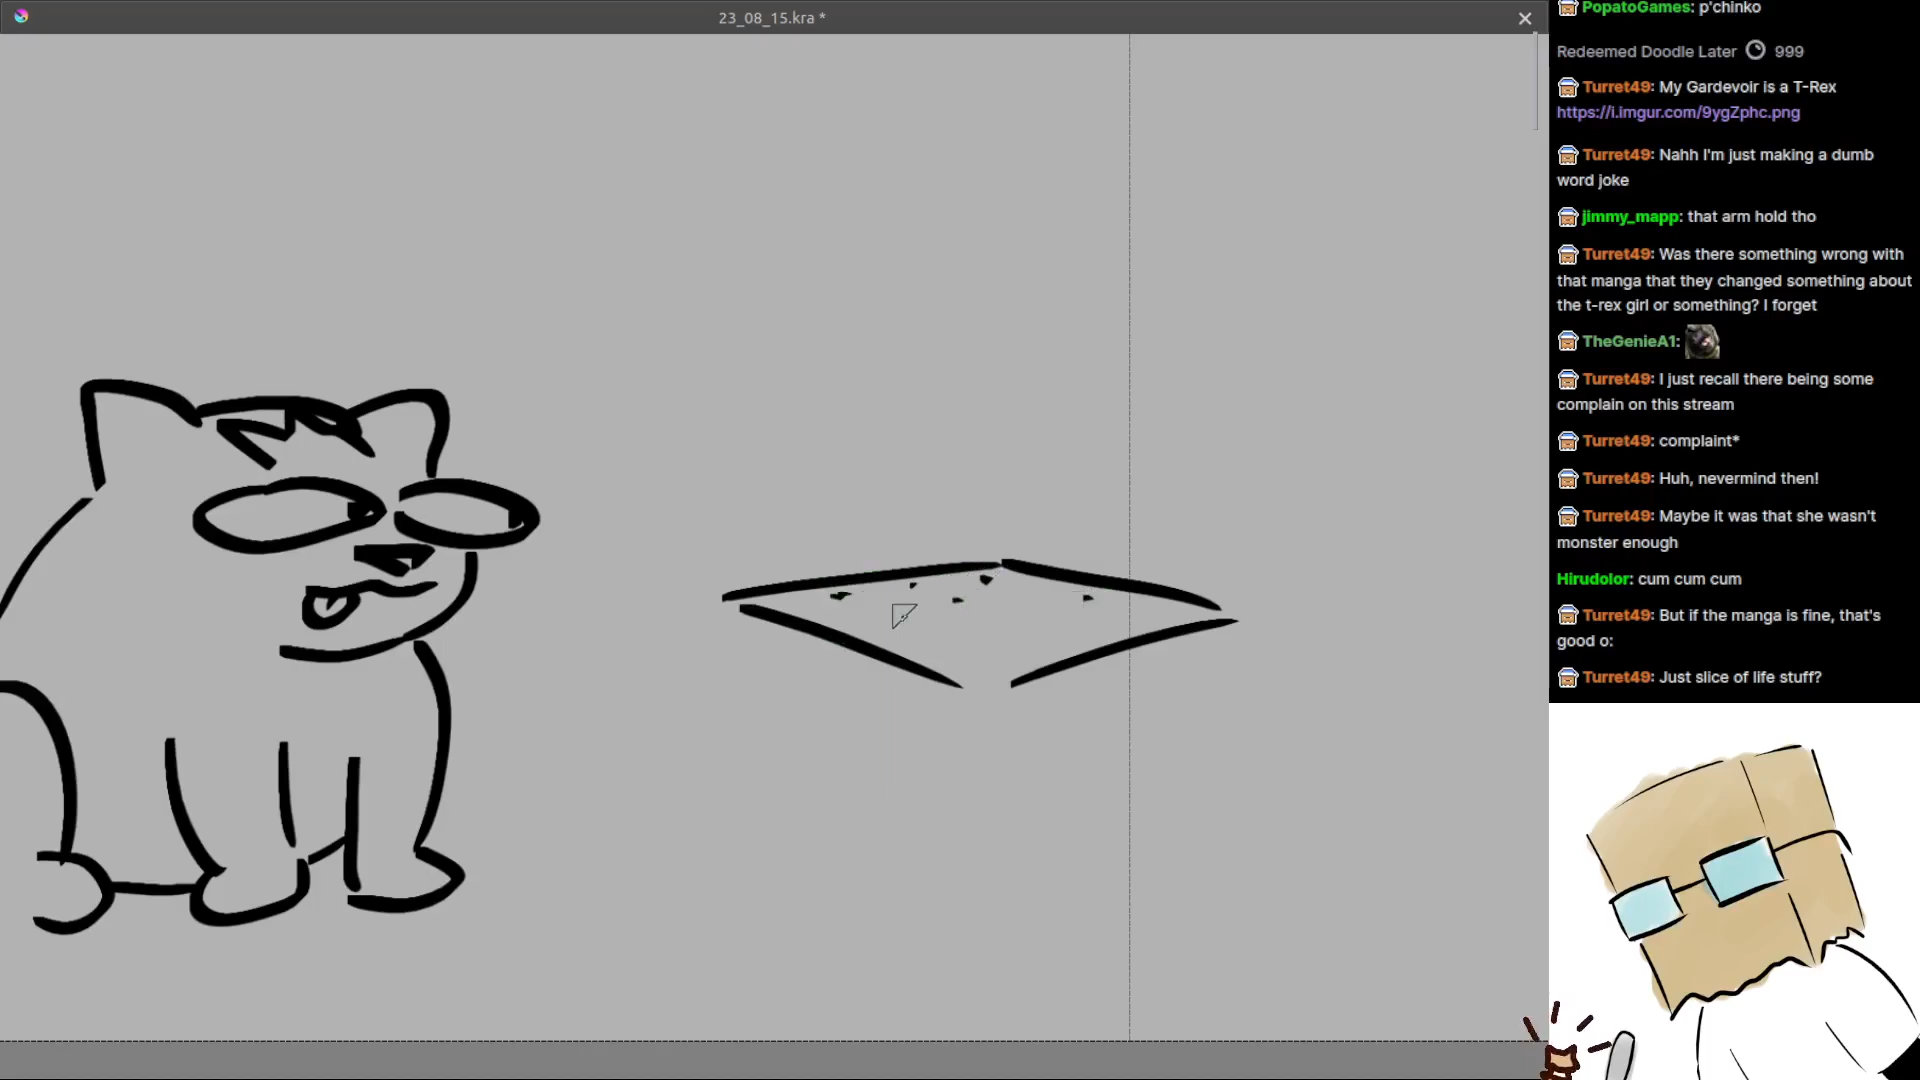 23_08_15.kra *
PopatoGames: p'chinko
Redeemed Doodle Later 999
Turret49: My Gardevoir is a T-Rex
https://i.imgur.com/9ygZphc.png
Turret49: Nahh I'm just making a dumb
word joke
jimmy_mapp: that arm hold tho
Turret49: Was there something wrong with
that manga that they changed something about
the t-rex girl or something? I forget
TheGenieA1:
Turret49: I just recall there being some
complain on this stream
Turret49: complaint*
Turret49: Huh, nevermind then!
Turret49: Maybe it was that she wasn't
monster enough
Hirudolor: cum cum cum
Turret49: But if the manga is fine, that's
good o:
Turret49: Just slice of life stuff?